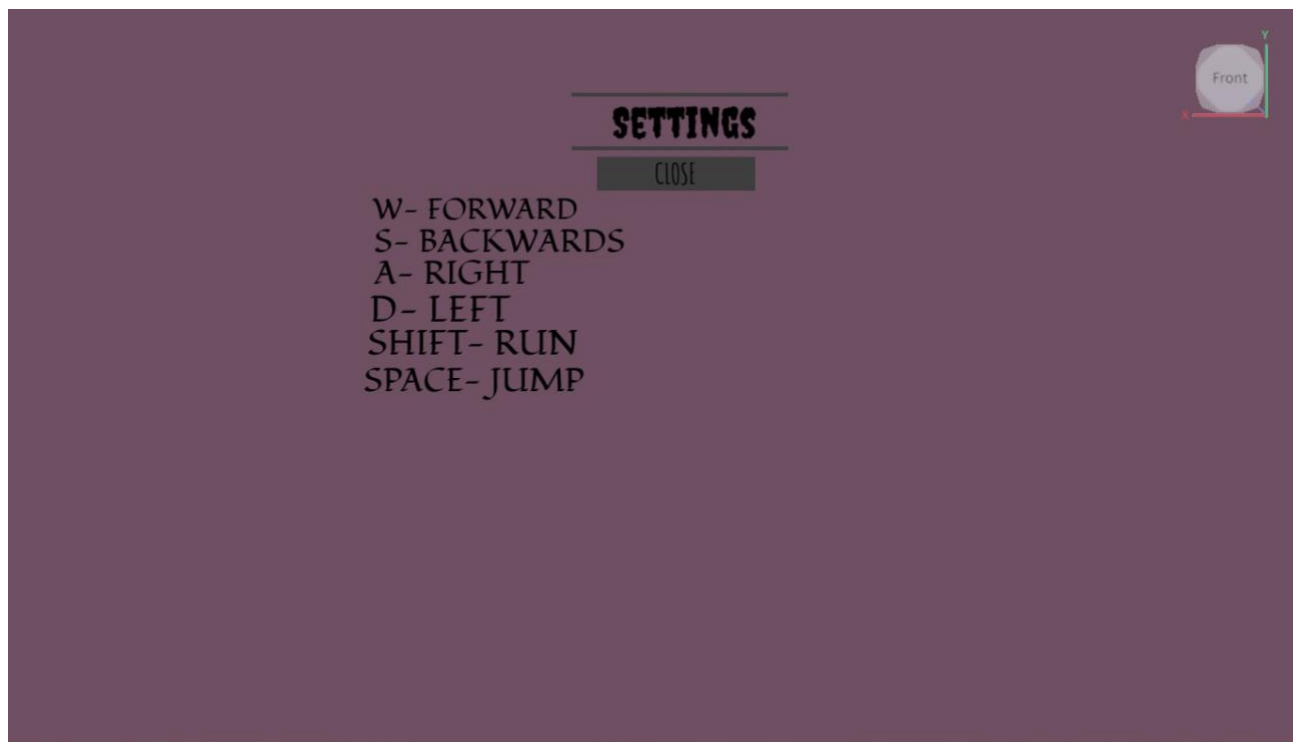 Y
Front
X
SETTINGS
CLOSE
W- FORWARD
S- BACKWARDS
A- RIGHT
D- LEFT
SHIFT- RUN
SPACE- JUMP